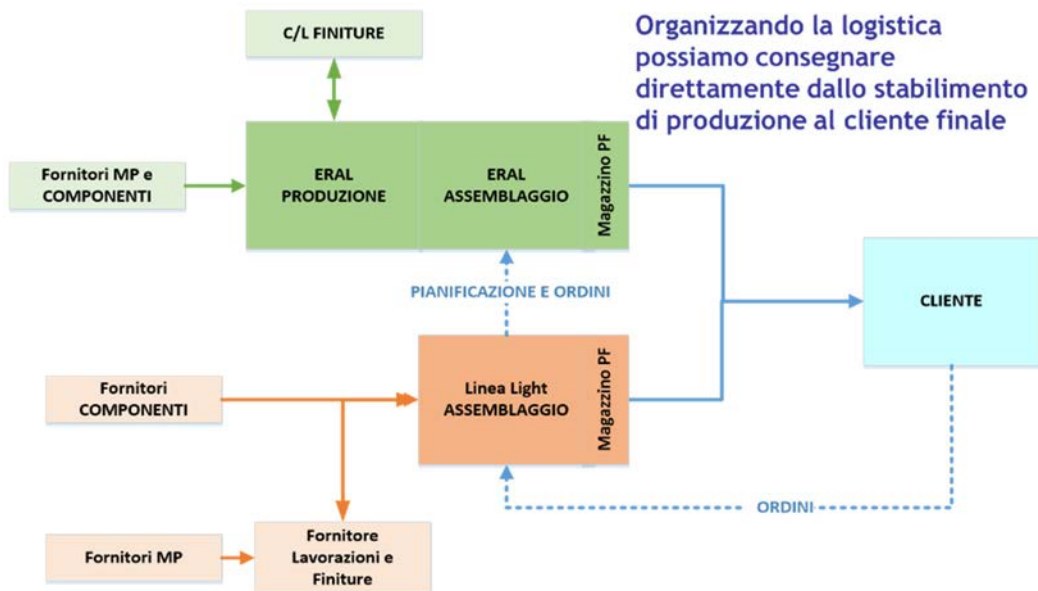 C/L FINITURE
Organizzando la logistica
possiamo consegnare
direttamente dallo stabilimento
di produzione al cliente finale
Fornitori MP e
COMPONENTI
ERAL
PRODUZIONE
ERAL
ASSEMBLAGGIO
Magazzino PF
PIANIFICAZIONE E ORDINI
CLIENTE
Fornitori
COMPONENTI
Linea Light
ASSEMBLAGGIO
Magazzino PF
ORDINI
Fornitori MP
Fornitore
Lavorazioni e
Finiture